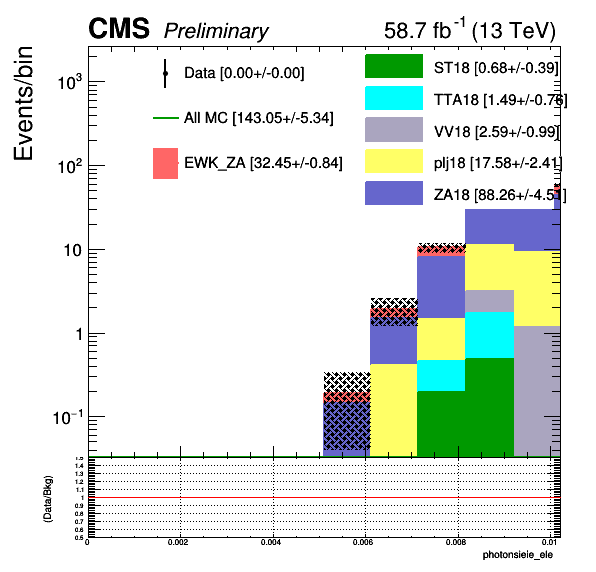 CMS Preliminary 58.7 fb⁻¹ (13 TeV)
Events/bin
Data [0.00+/-0.00]
All MC [143.05+/-5.34]
EWK_ZA [32.45+/-0.84]
ST18 [0.68+/-0.39]
TTA18 [1.49+/-0.76]
VV18 [2.59+/-0.99]
plj18 [17.58+/-2.41]
ZA18 [88.26+/-4.51]
10³
10²
10
1
10⁻¹
(Data/Bkg)
1.5
1.4
1.3
1.2
1.1
1
0.9
0.8
0.7
0.6
0.5
0 0.002 0.004 0.006 0.008 0.01
photonsieie_ele